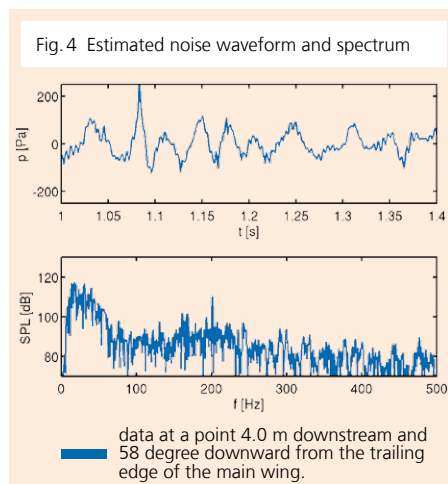 Fig. 4 Estimated noise waveform and spectrum
200
0
-200
p [Pa]
1 1.05 1.1 1.15 1.2 1.25 1.3 1.35 1.4
t [s]
120
100
80
SPL [dB]
0 100 200 300 400 500
f [Hz]
data at a point 4.0 m downstream and
58 degree downward from the trailing
edge of the main wing.